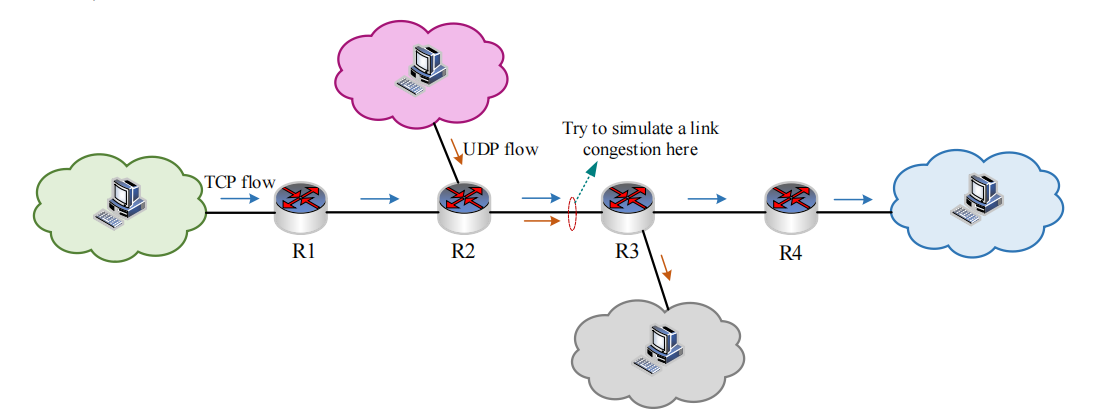 Try to simulate a link
congestion here
UDP flow
TCP flow
R1
R2
R3
R4